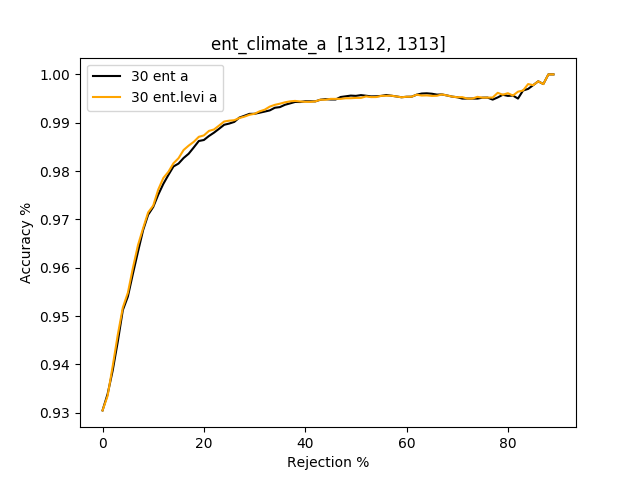 ent_climate_a  [1312, 1313]
30 ent a
30 ent.levi a
1.00
0.99
0.98
0.97
0.96
0.95
0.94
0.93
Accuracy %
0 20 40 60 80
Rejection %